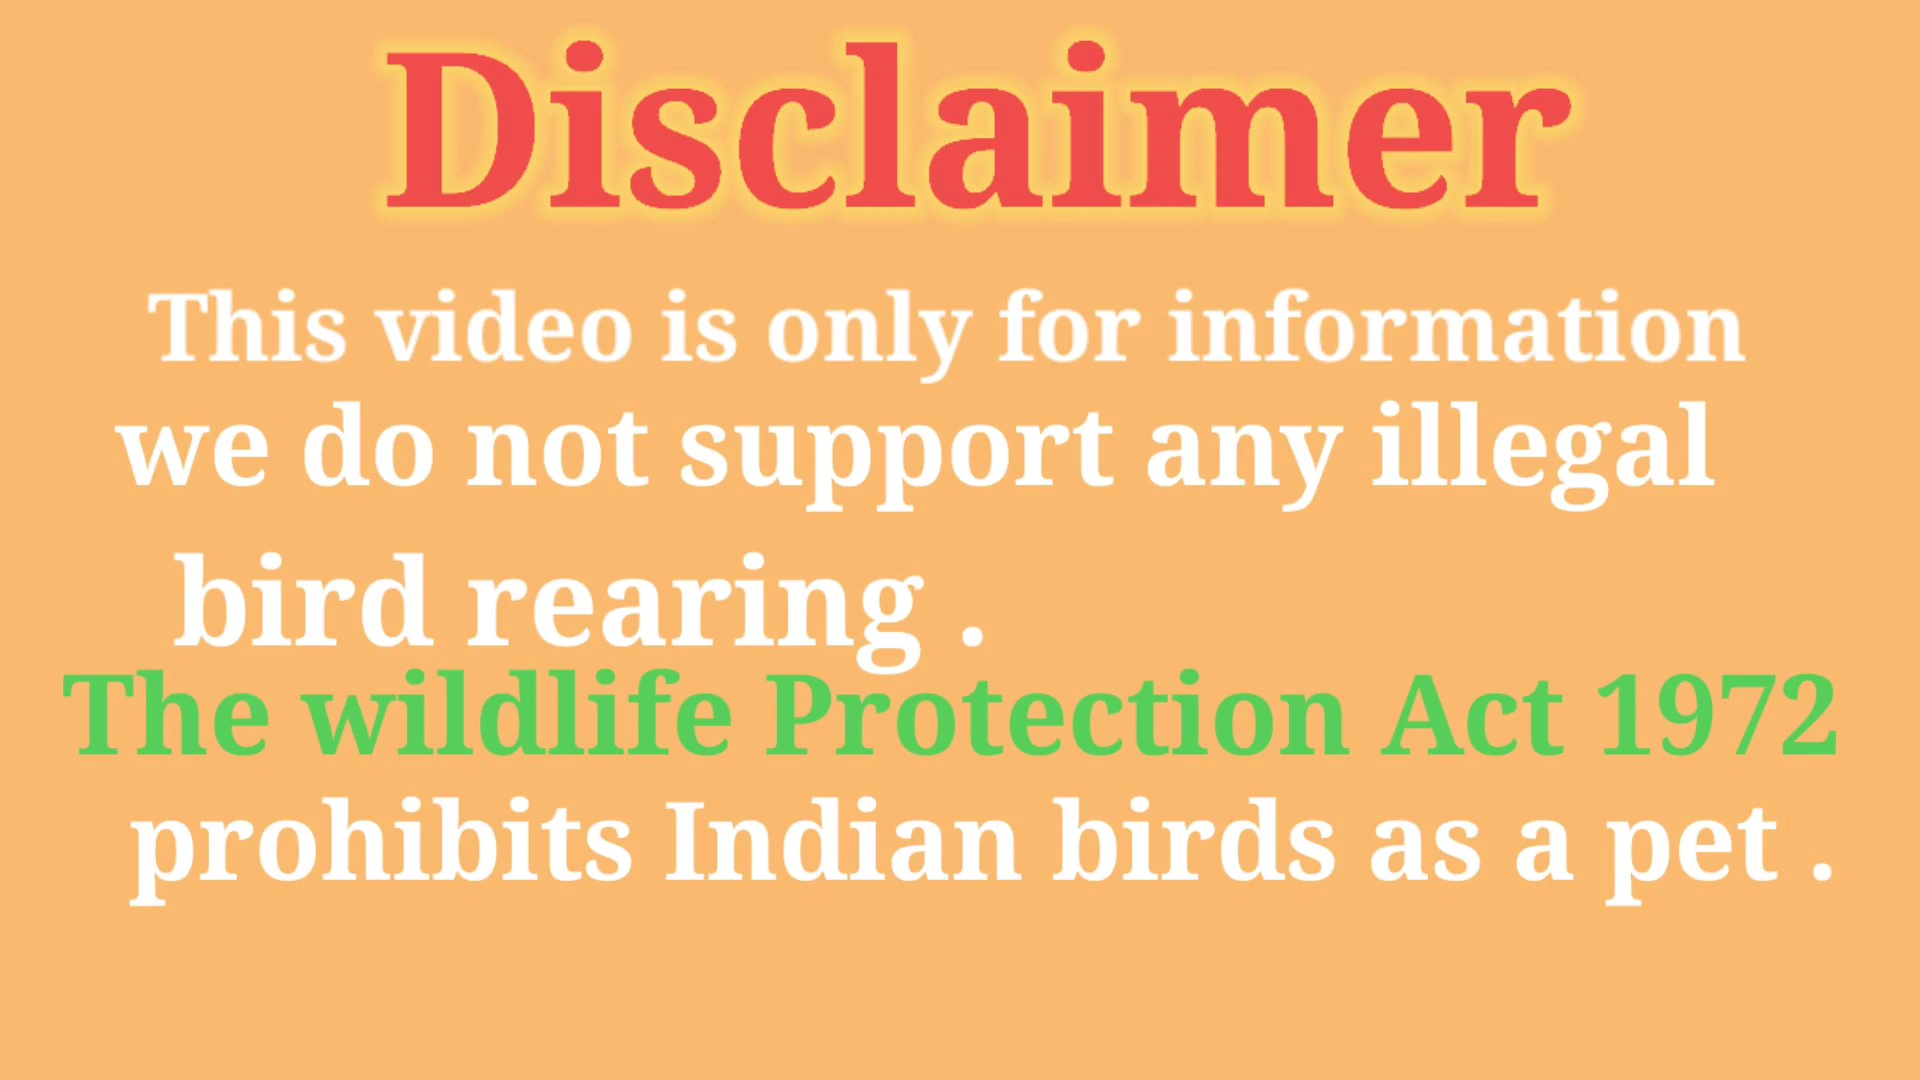 Disclaimer
This video is only for information
we do not support any illegal
bird rearing .
The wildlife Protection Act 1972
prohibits Indian birds as a pet .